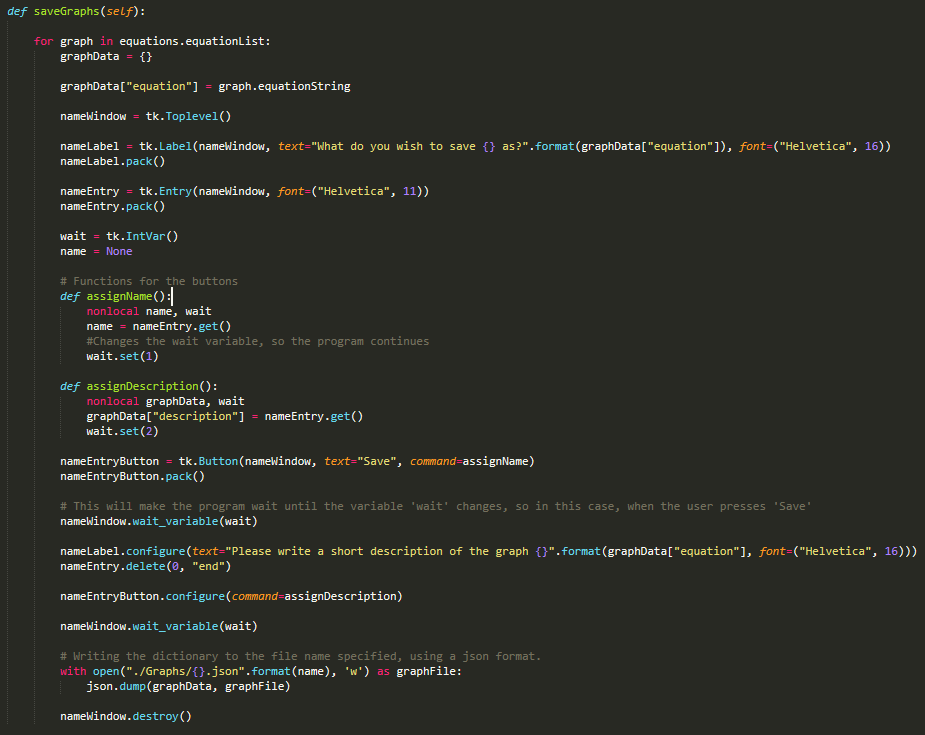 def saveGraphs(self):
for graph in equations.equationList:
graphData = {}
graphData["equation"] = graph.equationString
nameWindow = tk.Toplevel()
nameLabel = tk.Label(nameWindow, text="What do you wish to save {} as?".format(graphData["equation"]), font=("Helvetica", 16))
nameLabel.pack()
nameEntry = tk.Entry(nameWindow, font=("Helvetica", 11))
nameEntry.pack()
wait = tk.IntVar()
name = None
# Functions for the buttons
def assignName():
nonlocal name, wait
name = nameEntry.get()
#Changes the wait variable, so the program continues
wait.set(1)
def assignDescription():
nonlocal graphData, wait
graphData["description"] = nameEntry.get()
wait.set(2)
nameEntryButton = tk.Button(nameWindow, text="Save", command=assignName)
nameEntryButton.pack()
# This will make the program wait until the variable 'wait' changes, so in this case, when the user presses 'Save'
nameWindow.wait_variable(wait)
nameLabel.configure(text="Please write a short description of the graph {}".format(graphData["equation"], font=("Helvetica", 16)))
nameEntry.delete(0, "end")
nameEntryButton.configure(command=assignDescription)
nameWindow.wait_variable(wait)
# Writing the dictionary to the file name specified, using a json format.
with open("./Graphs/{}.json".format(name), 'w') as graphFile:
json.dump(graphData, graphFile)
nameWindow.destroy()